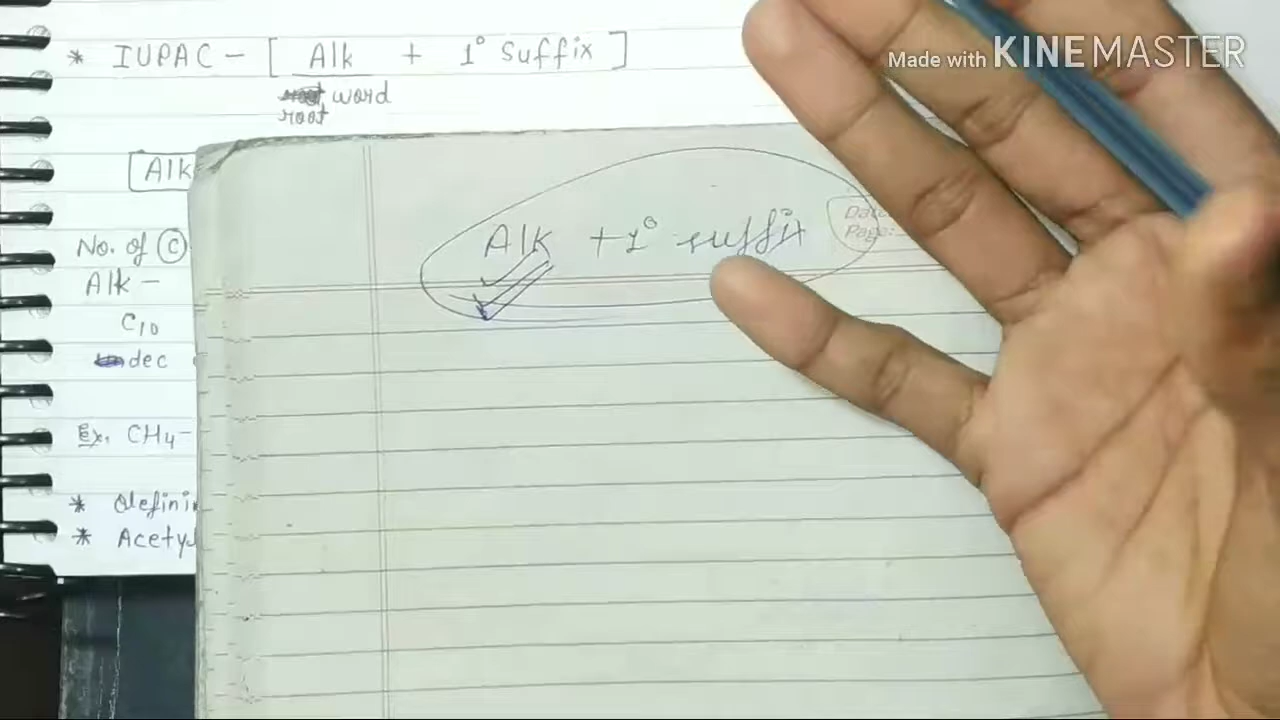 * IUPAC - [ Alk + 1° Suffix ]
word
root
Alk
No. of (C)
Alk -
C10
dec
Ex. CH4 -
* Olefini
* Acety
Alk + 1° suffix
Date
Page:
Made with KINEMASTER